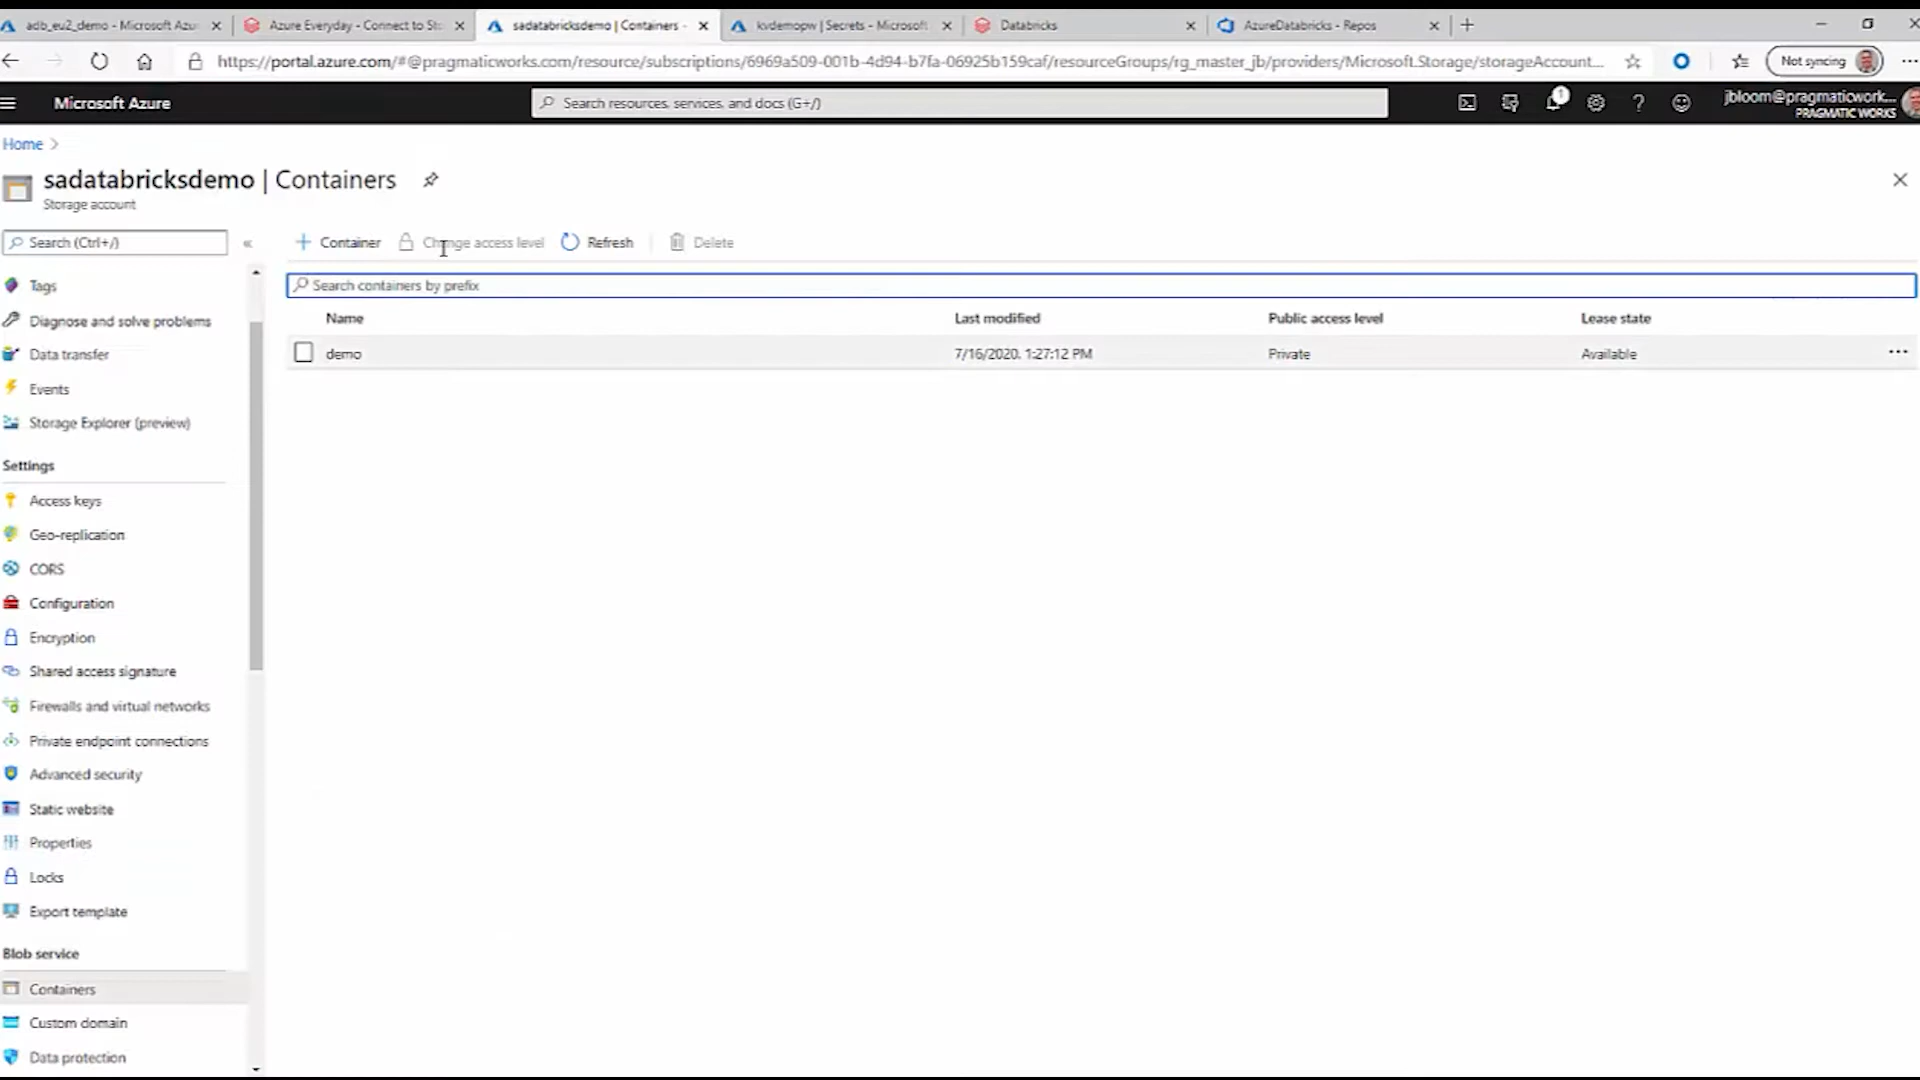 adb_eu2_demo - Microsoft Azu
Azure Everyday - Connect to St
sadatabricksdemo | Containers -
kvdemopw | Secrets - Microsoft
Databricks
AzureDatabricks - Repos
https://portal.azure.com/#@pragmaticworks.com/resource/subscriptions/6969a509-001b-4d94-b7fa-06925b159caf/resourceGroups/rg_master_jb/providers/Microsoft.Storage/storageAccount...
Not syncing
Microsoft Azure
Search resources, services, and docs (G+/)
1
jbloom@pragmaticwork...
PRAGMATIC WORKS
Home
sadatabricksdemo | Containers
Storage account
Search (Ctrl+/)
Container
Change access level
Refresh
Delete
Search containers by prefix
Name
Last modified
Public access level
Lease state
demo
7/16/2020, 1:27:12 PM
Private
Available
Tags
Diagnose and solve problems
Data transfer
Events
Storage Explorer (preview)
Settings
Access keys
Geo-replication
CORS
Configuration
Encryption
Shared access signature
Firewalls and virtual networks
Private endpoint connections
Advanced security
Static website
Properties
Locks
Export template
Blob service
Containers
Custom domain
Data protection